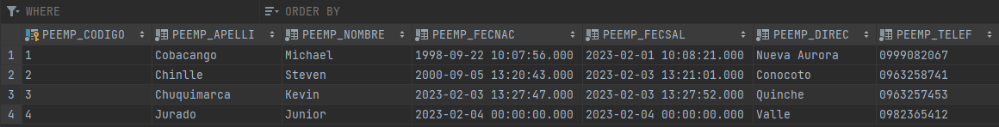 WHERE ORDER BY
PEEMP_CODIGO PEEMP_APELLI PEEMP_NOMBRE PEEMP_FECNAC PEEMP_FECSAL PEEMP_DIREC PEEMP_TELEF
1 1 Cobacango Michael 1998-09-22 10:07:56.000 2023-02-01 10:08:21.000 Nueva Aurora 0999082067
2 2 Chinlle Steven 2000-09-05 13:20:43.000 2023-02-03 13:21:01.000 Conocoto 0963258741
3 3 Chuquimarca Kevin 2023-02-03 13:27:47.000 2023-02-03 13:27:52.000 Quinche 0963257453
4 4 Jurado Junior 2023-02-04 00:00:00.000 2023-02-04 00:00:00.000 Valle 0982365412